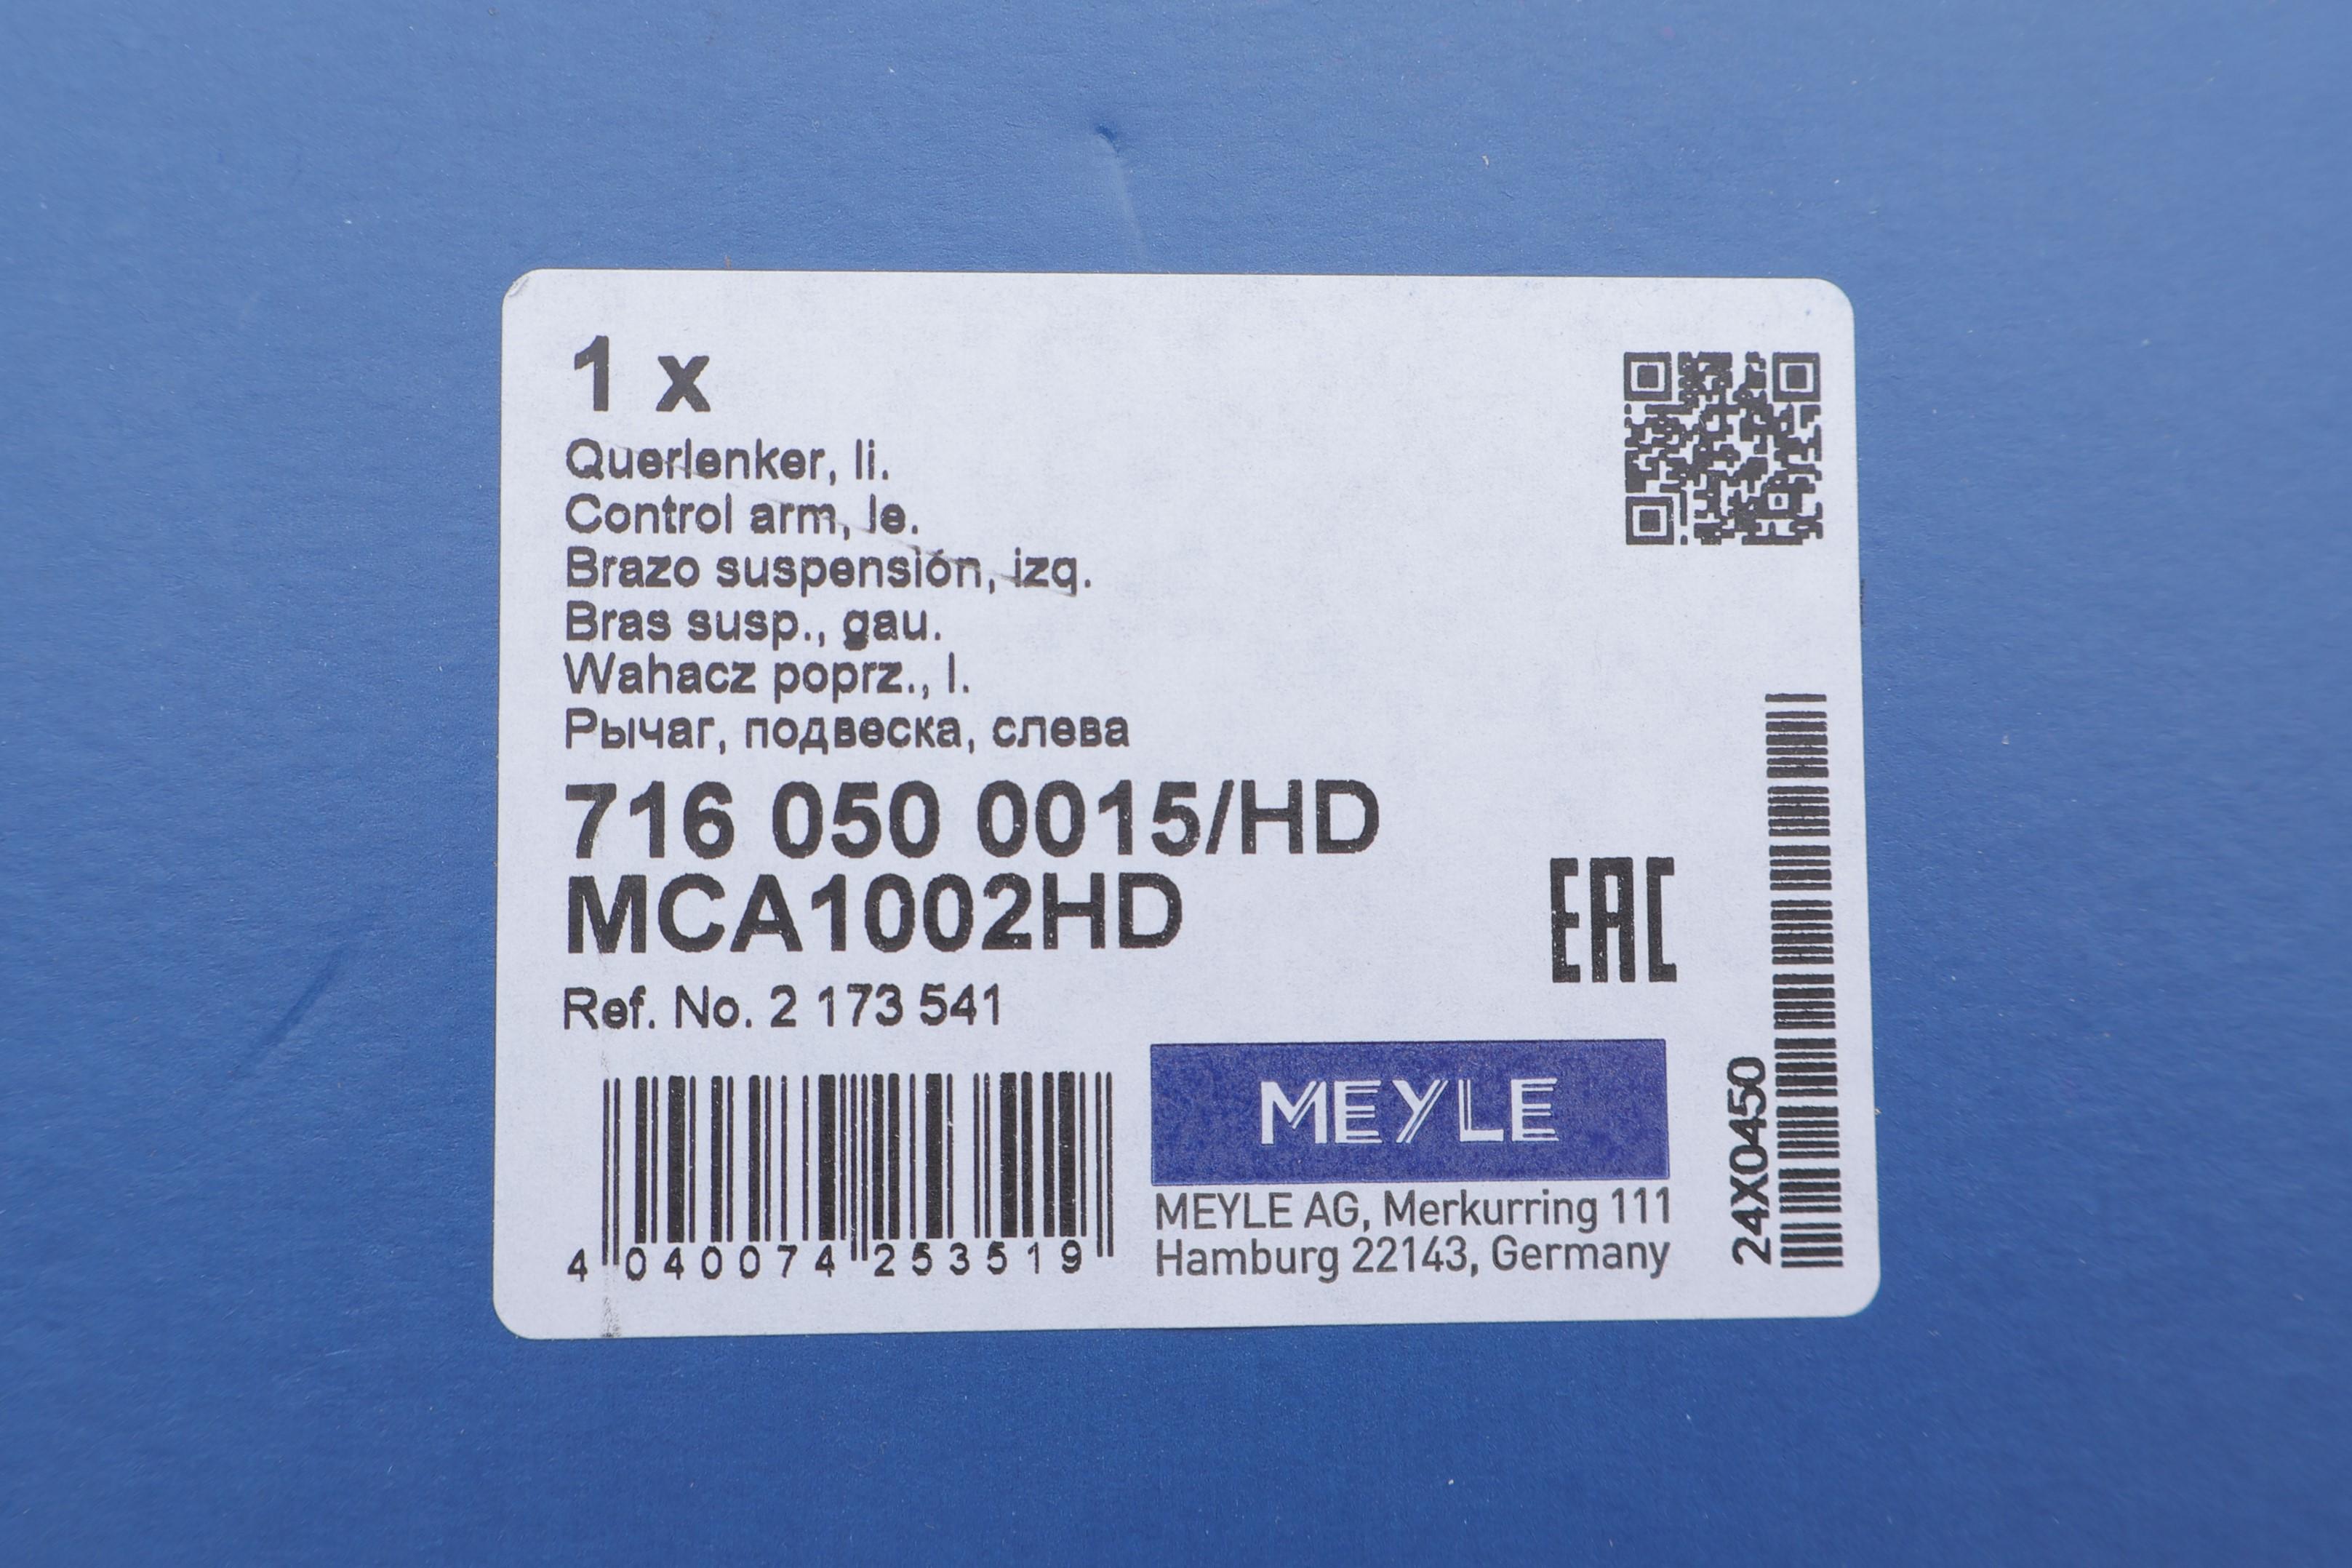 1 x
Querlenker, li.
Control arm, le.
Brazo suspensión, izq.
Bras susp., gau.
Wahacz poprz., l.
Рычаг, подвеска, слева
716 050 0015/HD
MCA1002HD
EAC
Ref. No. 2 173 541
4 040074 253519
MEYLE
MEYLE AG, Merkurring 111
Hamburg 22143, Germany
24X0450